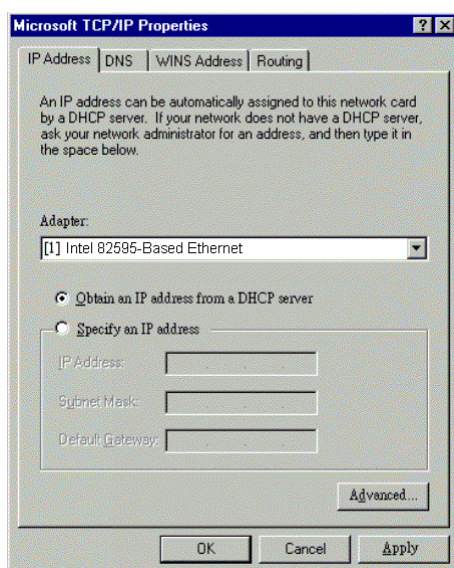 Microsoft TCP/IP Properties
IP Address DNS WINS Address Routing
An IP address can be automatically assigned to this network card
by a DHCP server. If your network does not have a DHCP server,
ask your network administrator for an address, and then type it in
the space below.
Adapter:
[1] Intel 82595-Based Ethernet
Obtain an IP address from a DHCP server
Specify an IP address
IP Address:
Subnet Mask:
Default Gateway:
Advanced...
OK Cancel Apply